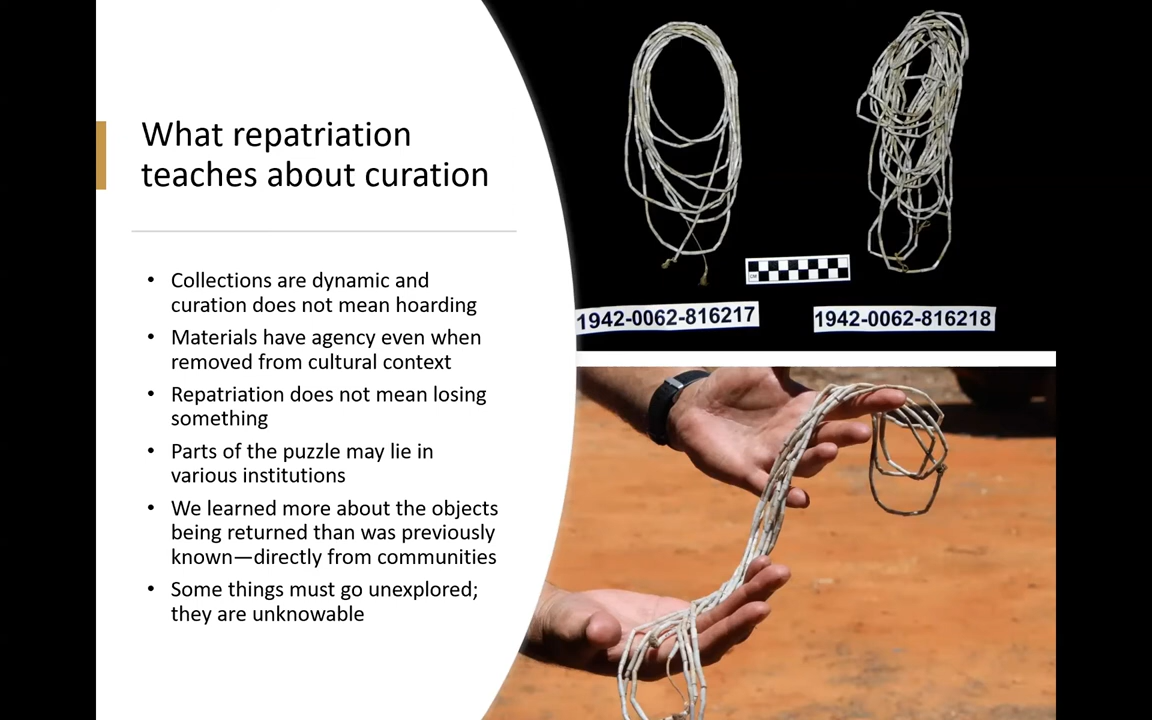 What repatriation
teaches about curation
• Collections are dynamic and
curation does not mean hoarding
• Materials have agency even when
removed from cultural context
• Repatriation does not mean losing
something
• Parts of the puzzle may lie in
various institutions
• We learned more about the objects
being returned than was previously
known—directly from communities
• Some things must go unexplored;
they are unknowable
1942-0062-816217
1942-0062-816218